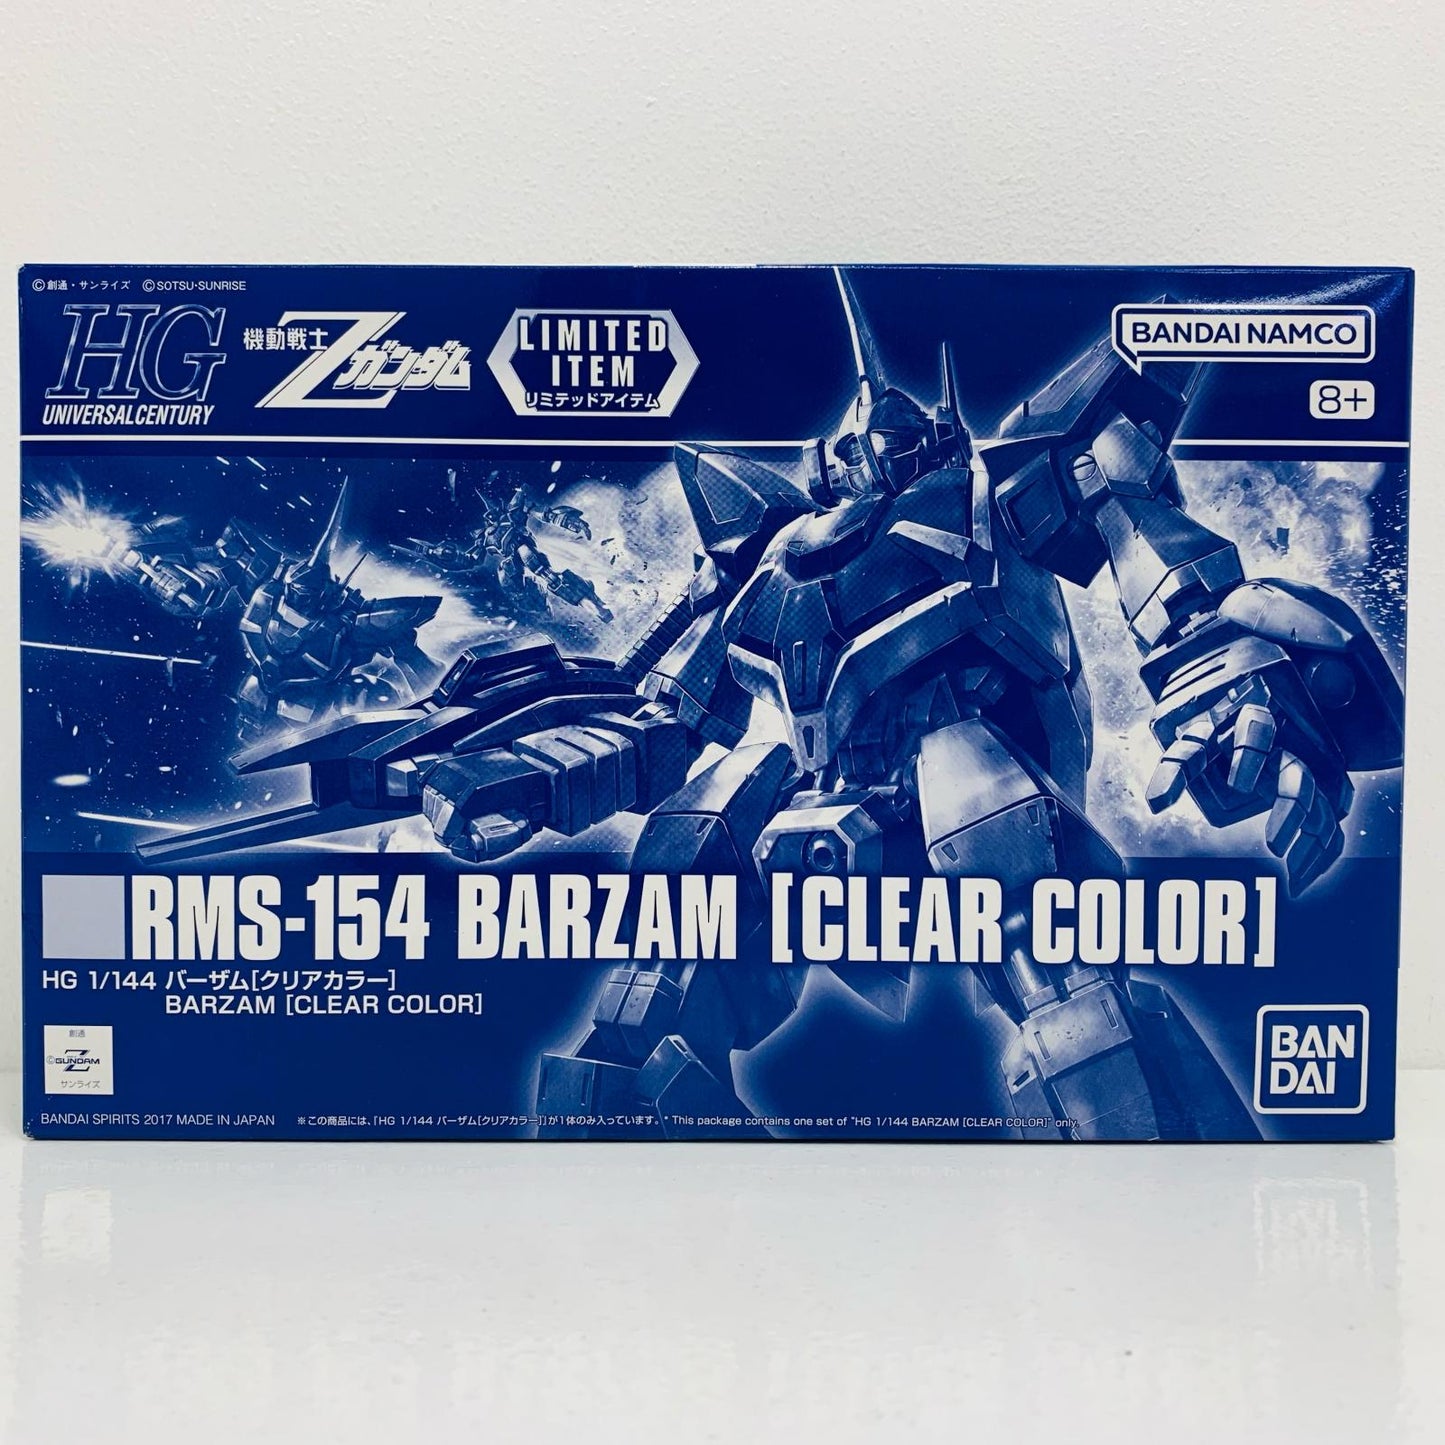 ©創通・サンライズ ©SOTSU・SUNRISE
HG
UNIVERSAL CENTURY
機動戦士
Zガンダム
LIMITED
ITEM
リミテッドアイテム
BANDAI NAMCO
8+
RMS-154 BARZAM [CLEAR COLOR]
HG 1/144 バーザム[クリアカラー]
BARZAM [CLEAR COLOR]
創通
©Z GUNDAM
サンライズ
BAN
DAI
BANDAI SPIRITS 2017 MADE IN JAPAN ※この商品には、「HG 1/144 バーザム[クリアカラー]」が1体のみ入っています。 * This package contains one set of "HG 1/144 BARZAM [CLEAR COLOR]" only.